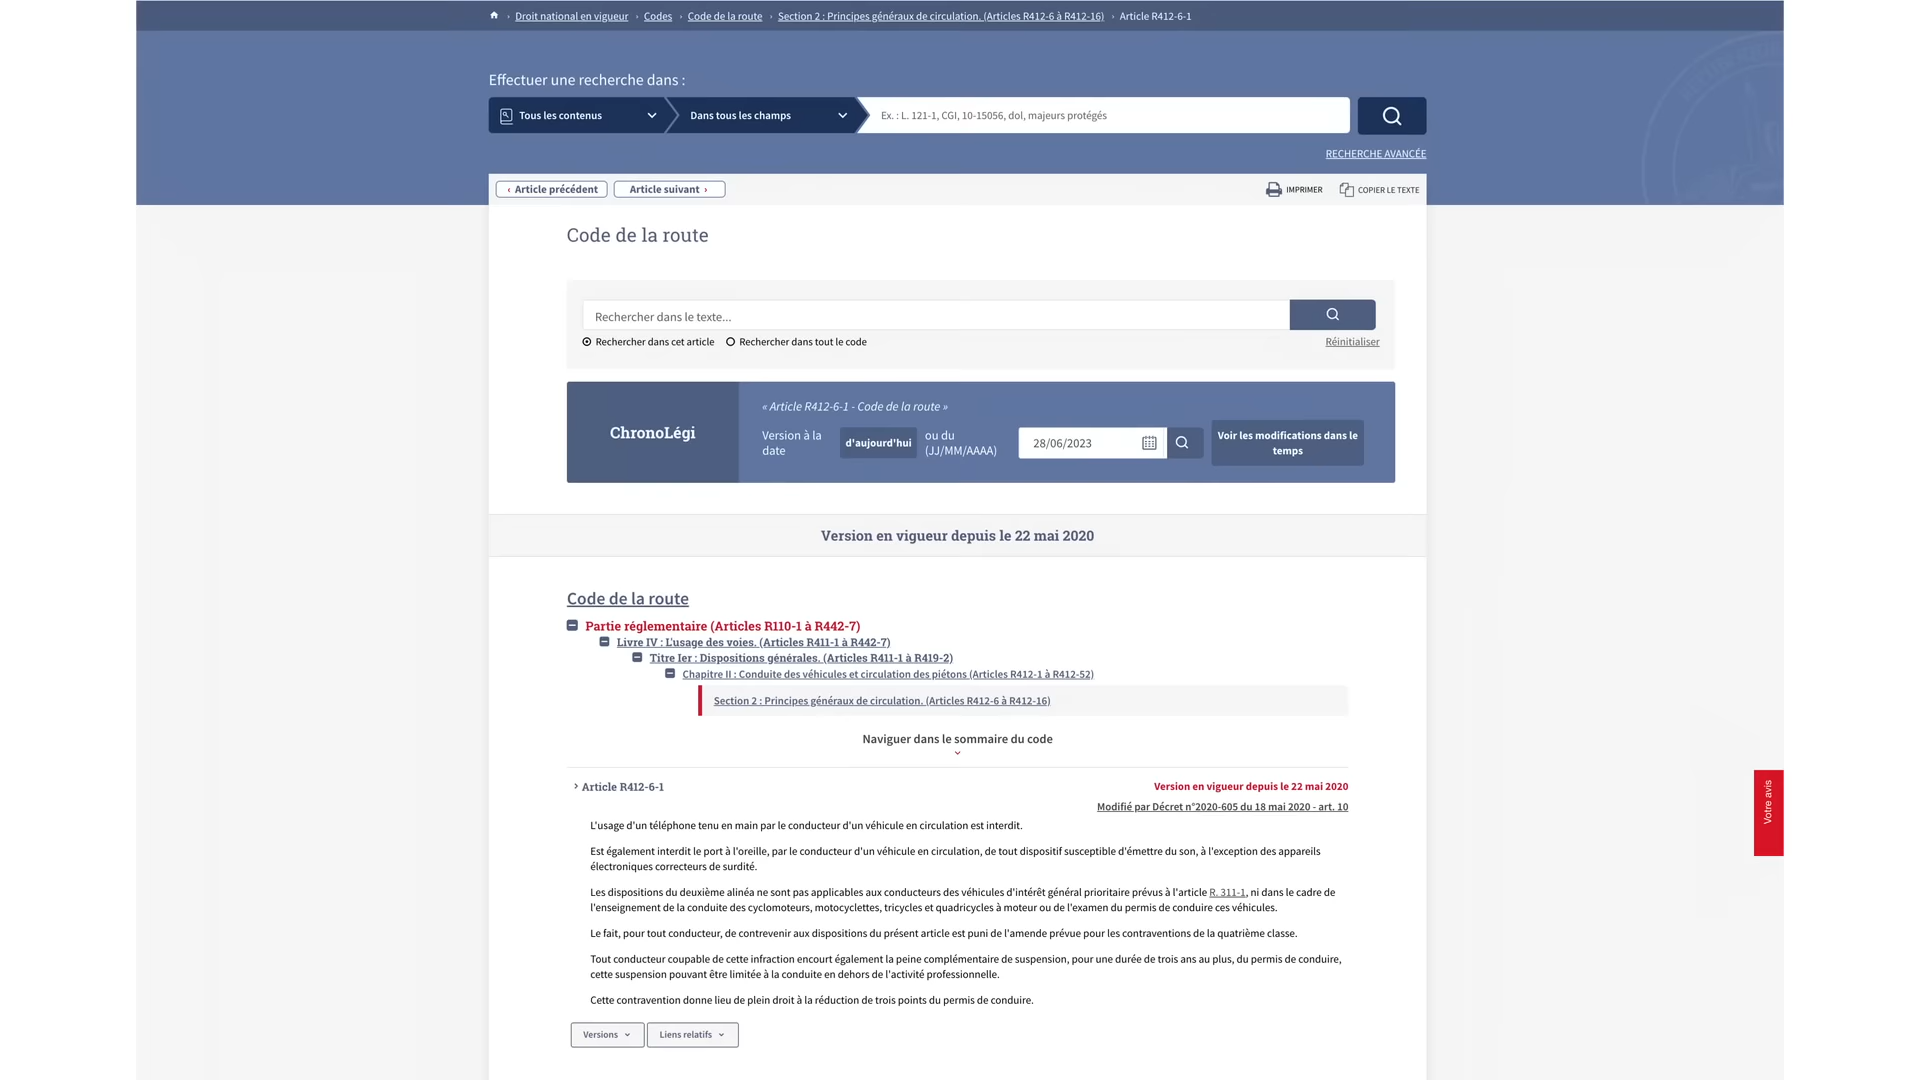 › Droit national en vigueur › Codes › Code de la route › Section 2 : Principes généraux de circulation. (Articles R412-6 à R412-16) › Article R412-6-1
Effectuer une recherche dans :
Tous les contenus
Dans tous les champs
Ex. : L. 121-1, CGI, 10-15056, dol, majeurs protégés
RECHERCHE AVANCÉE
‹ Article précédent
Article suivant ›
IMPRIMER
COPIER LE TEXTE
Code de la route
Rechercher dans le texte...
Rechercher dans cet article
Rechercher dans tout le code
Réinitialiser
ChronoLégi
« Article R412-6-1 - Code de la route »
Version à la
date
d'aujourd'hui
ou du
(JJ/MM/AAAA)
28/06/2023
Voir les modifications dans le
temps
Version en vigueur depuis le 22 mai 2020
Code de la route
Partie réglementaire (Articles R110-1 à R442-7)
Livre IV : L'usage des voies. (Articles R411-1 à R442-7)
Titre Ier : Dispositions générales. (Articles R411-1 à R419-2)
Chapitre II : Conduite des véhicules et circulation des piétons (Articles R412-1 à R412-52)
Section 2 : Principes généraux de circulation. (Articles R412-6 à R412-16)
Naviguer dans le sommaire du code
› Article R412-6-1
Version en vigueur depuis le 22 mai 2020
Modifié par Décret n°2020-605 du 18 mai 2020 - art. 10
L'usage d'un téléphone tenu en main par le conducteur d'un véhicule en circulation est interdit.
Est également interdit le port à l'oreille, par le conducteur d'un véhicule en circulation, de tout dispositif susceptible d'émettre du son, à l'exception des appareils
électroniques correcteurs de surdité.
Les dispositions du deuxième alinéa ne sont pas applicables aux conducteurs des véhicules d'intérêt général prioritaire prévus à l'article R. 311-1, ni dans le cadre de
l'enseignement de la conduite des cyclomoteurs, motocyclettes, tricycles et quadricycles à moteur ou de l'examen du permis de conduire ces véhicules.
Le fait, pour tout conducteur, de contrevenir aux dispositions du présent article est puni de l'amende prévue pour les contraventions de la quatrième classe.
Tout conducteur coupable de cette infraction encourt également la peine complémentaire de suspension, pour une durée de trois ans au plus, du permis de conduire,
cette suspension pouvant être limitée à la conduite en dehors de l'activité professionnelle.
Cette contravention donne lieu de plein droit à la réduction de trois points du permis de conduire.
Versions
Liens relatifs
Votre avis